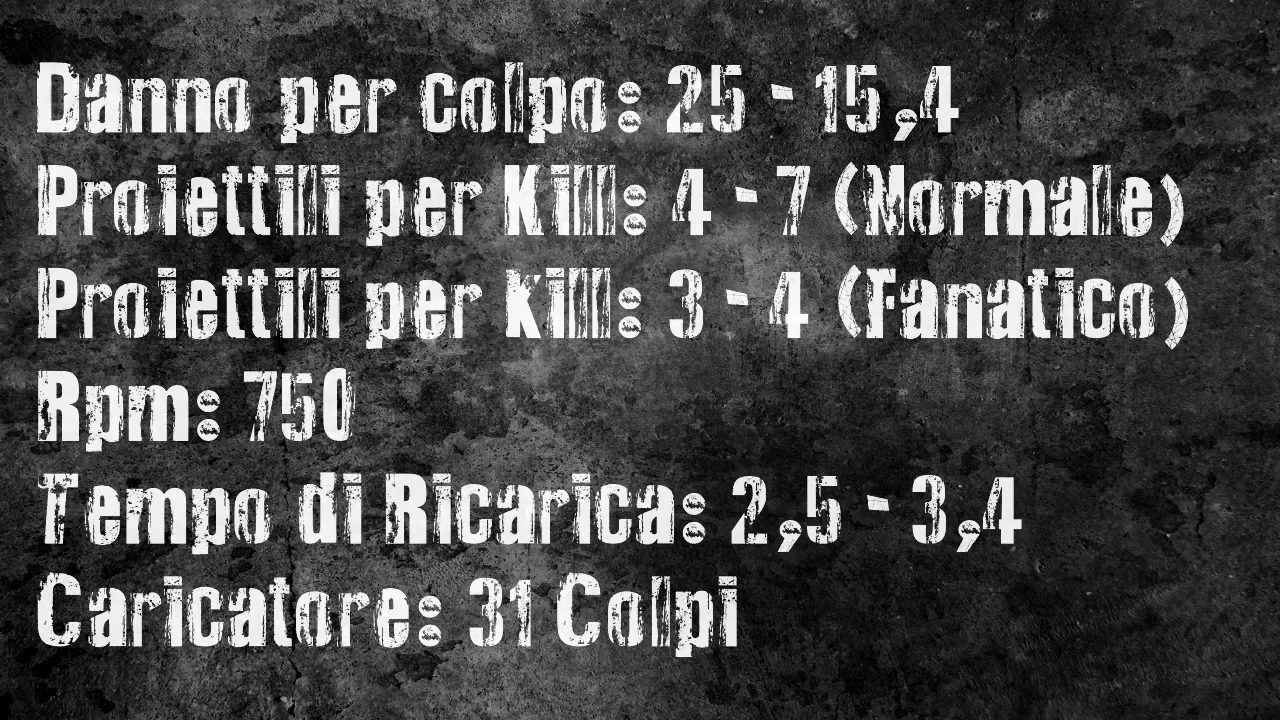 Danno per colpo: 25 - 15,4
Proiettili per Kill: 4 - 7 (Normale)
Proiettili per Kill: 3 - 4 (Fanatico)
Rpm: 750
Tempo di Ricarica: 2,5 - 3,4
Caricatore: 31 Colpi